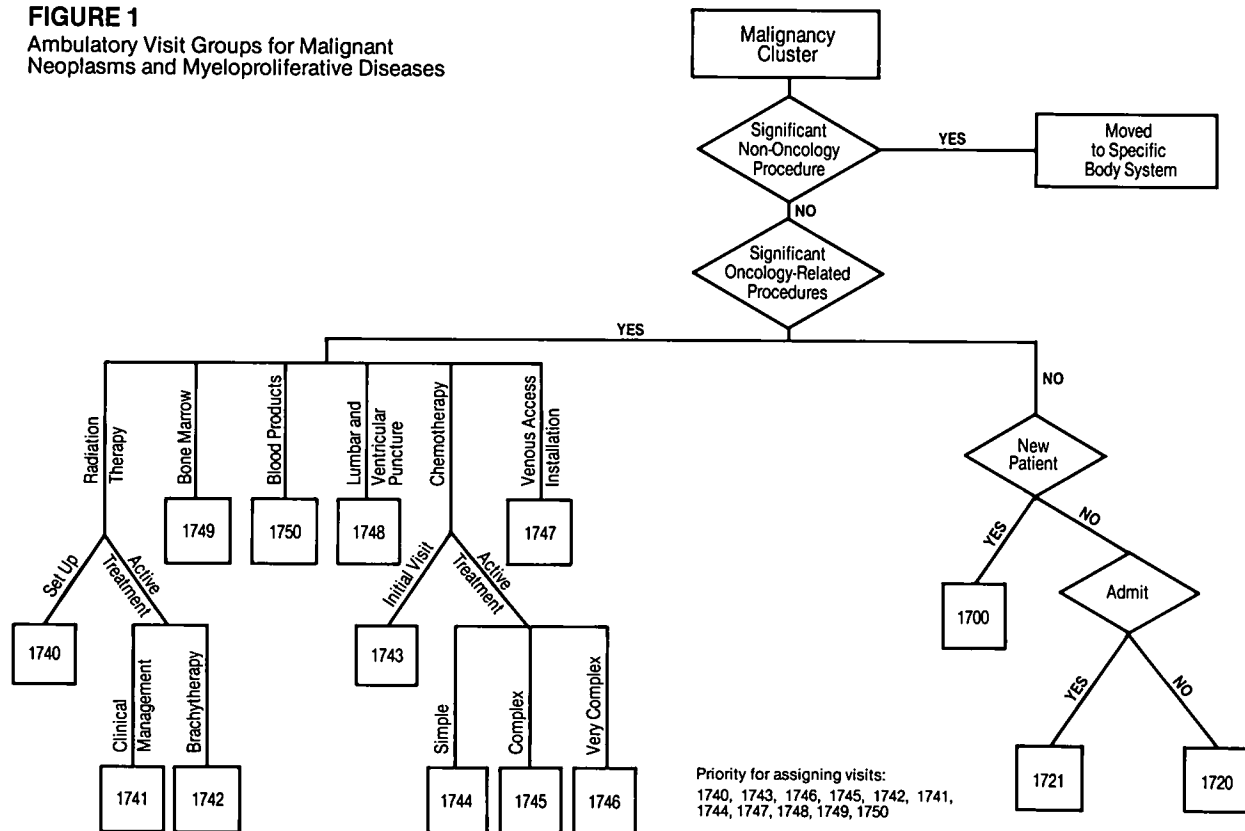 FIGURE 1
Ambulatory Visit Groups for Malignant
Neoplasms and Myeloproliferative Diseases
Malignancy
Cluster
Significant
Non-Oncology
Procedure
YES
Moved
to Specific
Body System
NO
Significant
Oncology-Related
Procedures
YES
NO
Radiation
Therapy
Bone Marrow
Blood Products
Lumbar and
Ventricular
Puncture
Chemotherapy
Venous Access
Installation
New
Patient
1749
1750
1748
1747
Set Up
Active
Treatment
Initial Visit
Active
Treatment
YES
NO
Admit
1740
1743
1700
Clinical
Management
Brachytherapy
Simple
Complex
Very Complex
YES
NO
1741
1742
1744
1745
1746
1721
1720
Priority for assigning visits:
1740, 1743, 1746, 1745, 1742, 1741,
1744, 1747, 1748, 1749, 1750